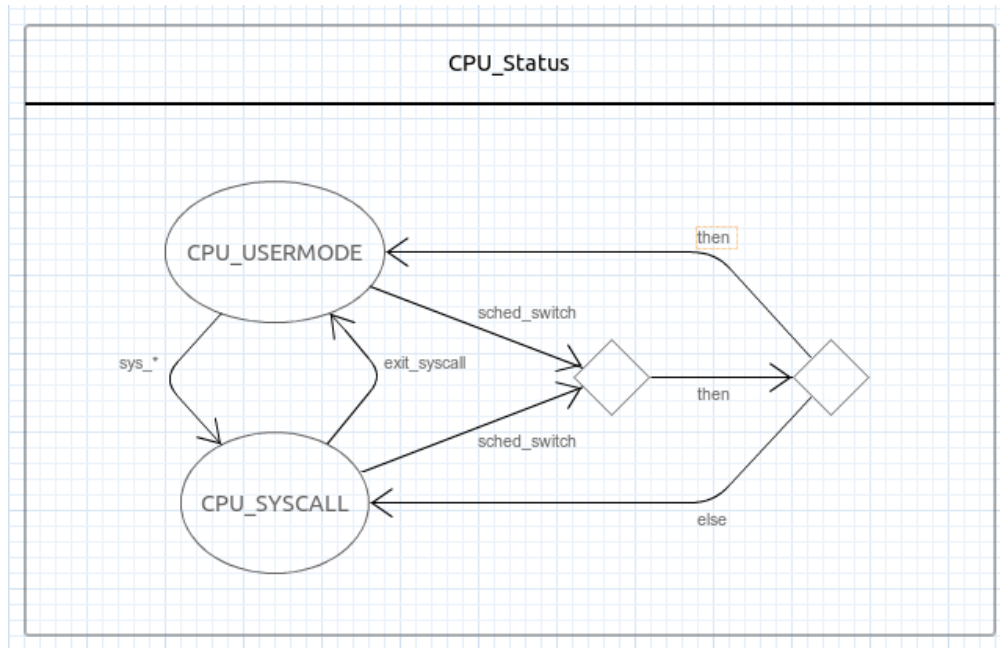 CPU_Status
then
CPU_USERMODE
sched_switch
sys_*
exit_syscall
then
sched_switch
CPU_SYSCALL
else